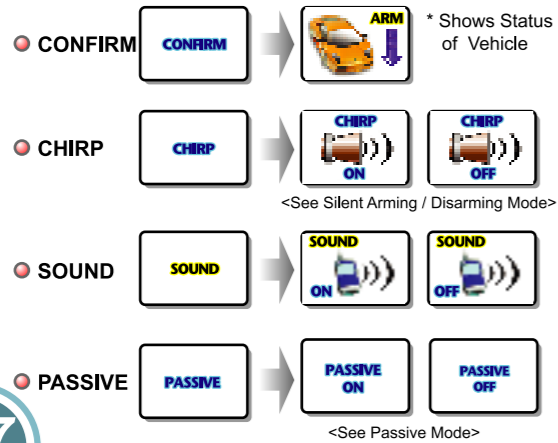 CONFIRM CONFIRM ARM * Shows Status
of Vehicle
CHIRP CHIRP CHIRP ON CHIRP OFF
<See Silent Arming / Disarming Mode>
SOUND SOUND SOUND ON SOUND OFF
PASSIVE PASSIVE PASSIVE ON PASSIVE OFF
<See Passive Mode>
7